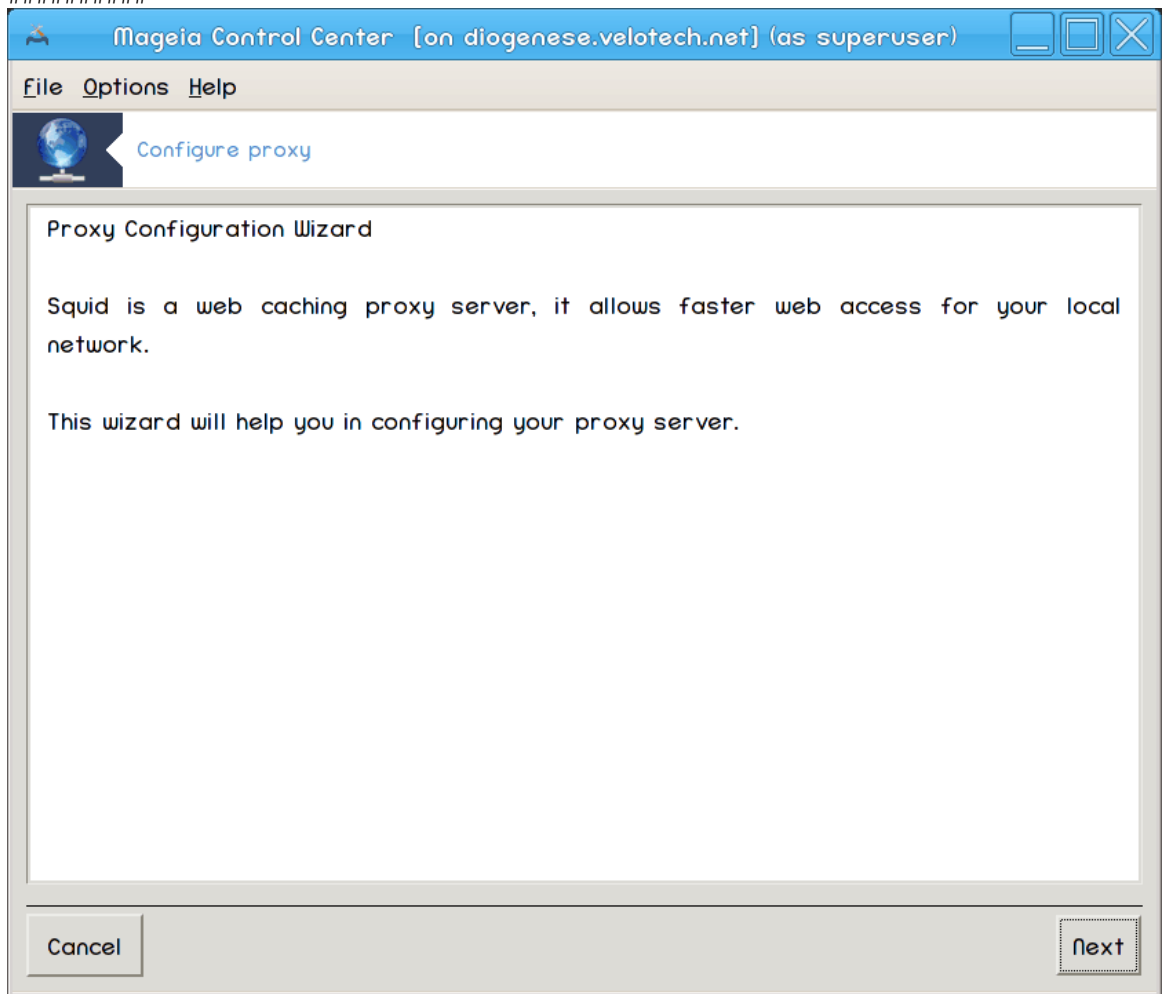 Mageia Control Center [on diogenese.velotech.net] (as superuser)
File Options Help
Configure proxy
Proxy Configuration Wizard
Squid is a web caching proxy server, it allows faster web access for your local
network.
This wizard will help you in configuring your proxy server.
Cancel Next